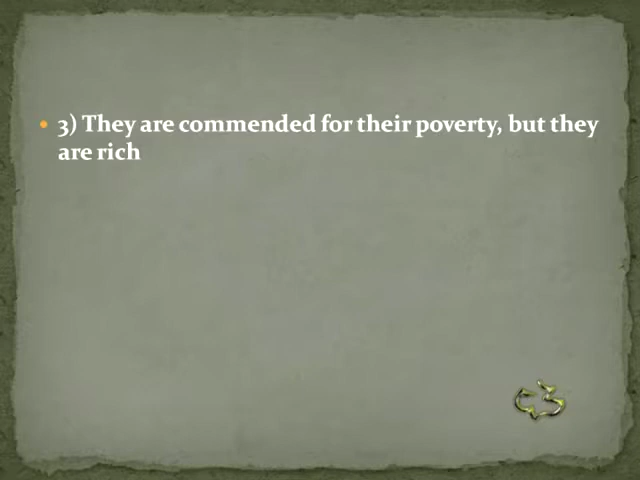 3) They are commended for their poverty, but they
are rich